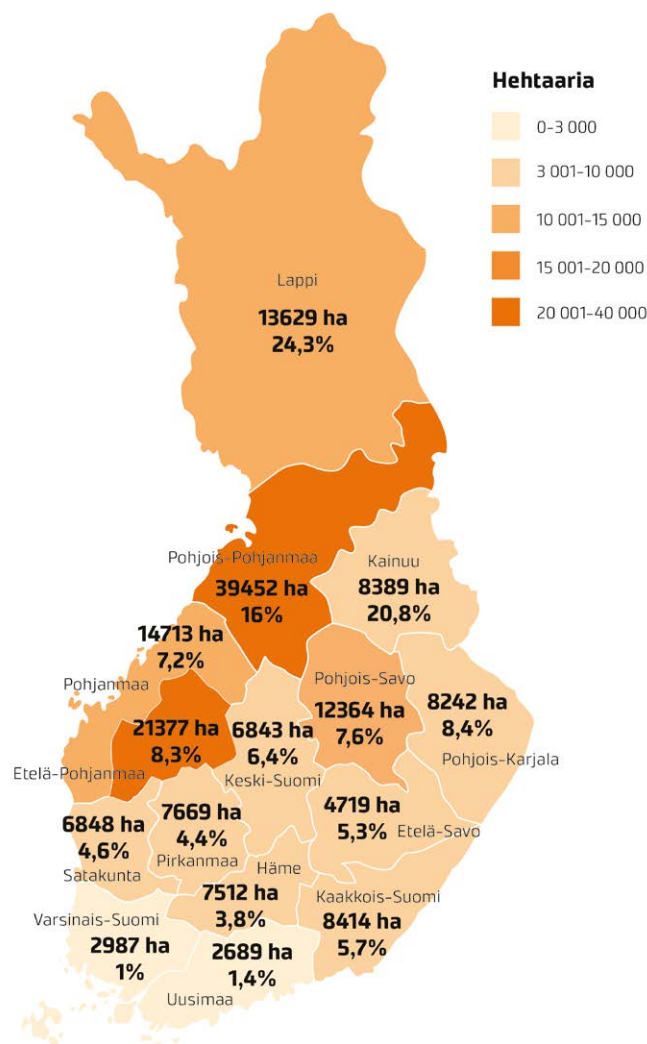 Hehtaaria
0-3 000
3 001-10 000
10 001-15 000
15 001-20 000
20 001-40 000
Lappi
13629 ha
24,3%
Pohjois-Pohjanmaa
39452 ha
16%
Kainuu
8389 ha
20,8%
14713 ha
7,2%
Pohjanmaa
21377 ha
8,3%
Etelä-Pohjanmaa
6843 ha
6,4%
Keski-Suomi
Pohjois-Savo
12364 ha
7,6%
8242 ha
8,4%
Pohjois-Karjala
6848 ha
4,6%
Satakunta
7669 ha
4,4%
Pirkanmaa
4719 ha
5,3%
Etelä-Savo
Häme
7512 ha
3,8%
Kaakkois-Suomi
8414 ha
5,7%
Varsinais-Suomi
2987 ha
1%
2689 ha
1,4%
Uusimaa